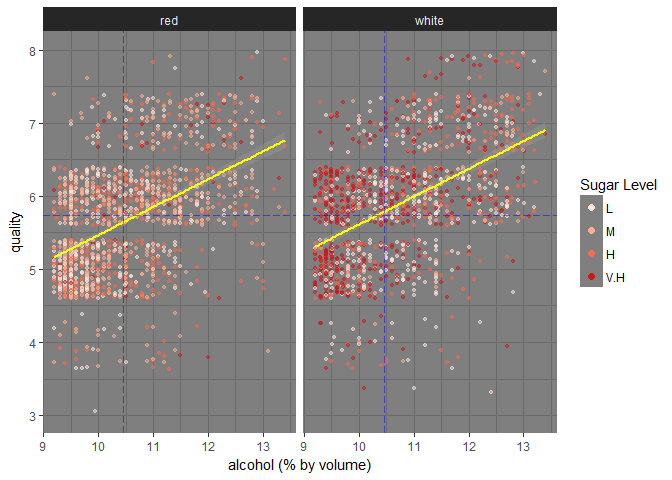 red
white
8
7
6
5
4
3
quality
9
10
11
12
13
9
10
11
12
13
alcohol (% by volume)
Sugar Level
L
M
H
V.H